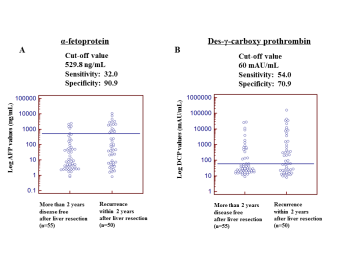 α-fetoprotein
A
Cut-off value
529.8 ng/mL
Sensitivity: 32.0
Specificity: 90.9
Log AFP values (ng/mL)
100000
10000
1000
100
10
1
0.1
More than 2 years
disease free
after liver resection
(n=55)
Recurrence
within 2 years
after liver resection
(n=50)
Des-γ-carboxy prothrombin
B
Cut-off value
60 mAU/mL
Sensitivity: 54.0
Specificity: 70.9
Log DCP values (mAU/mL)
1000000
100000
10000
1000
100
10
1
More than 2 years
disease free
after liver resection
(n=55)
Recurrence
within 2 years
after liver resection
(n=50)